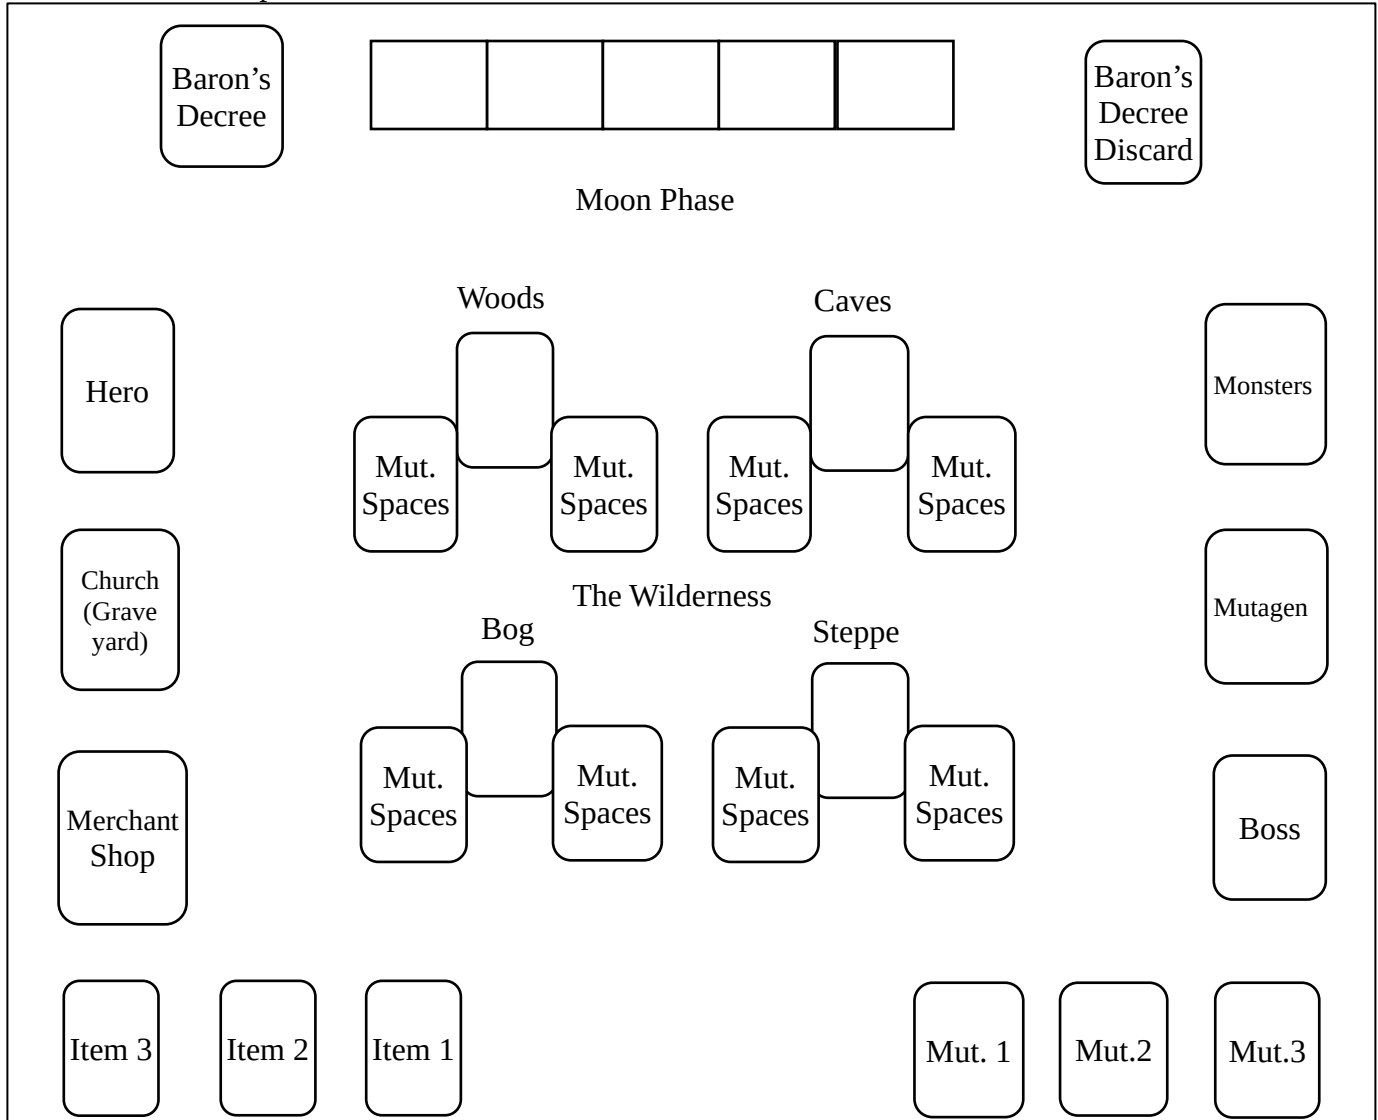 Baron’s
Decree
Baron’s
Decree
Discard
Moon Phase
Woods
Caves
Hero
Monsters
Mut.
Spaces
Mut.
Spaces
Mut.
Spaces
Mut.
Spaces
Church
(Grave
yard)
The Wilderness
Mutagen
Bog
Steppe
Mut.
Spaces
Mut.
Spaces
Mut.
Spaces
Mut.
Spaces
Merchant
Shop
Boss
Item 3
Item 2
Item 1
Mut. 1
Mut.2
Mut.3